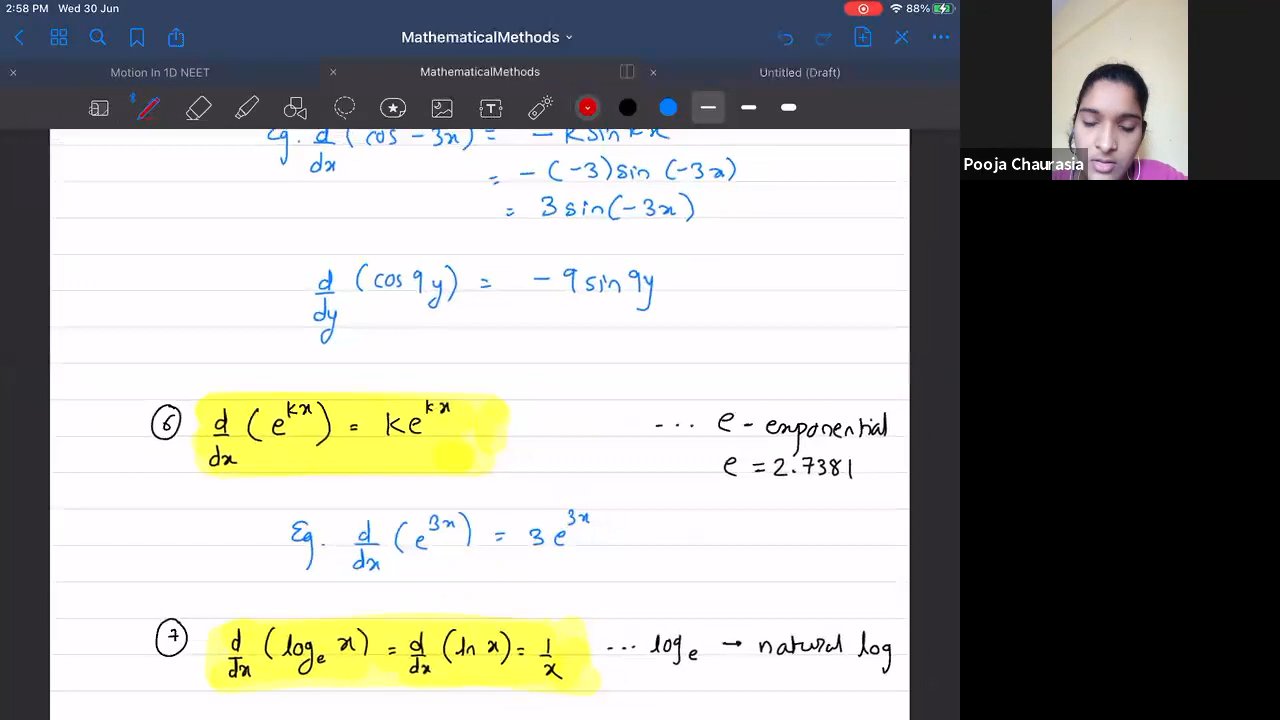 2:58 PM Wed 30 Jun
88%
MathematicalMethods
Motion In 1D NEET
MathematicalMethods
Untitled (Draft)
Pooja Chaurasia
Eg. d/dx (cos -3x) = - k sin kx
= - (-3) sin (-3x)
= 3 sin (-3x)
d/dy (cos 9y) = - 9 sin 9y
⑥ d/dx (e^{kx}) = ke^{kx} ... e - exponential
e = 2.7381
Eg. d/dx (e^{3x}) = 3e^{3x}
⑦ d/dx (log_e x) = d/dx (ln x) = 1/x ... log_e → natural log